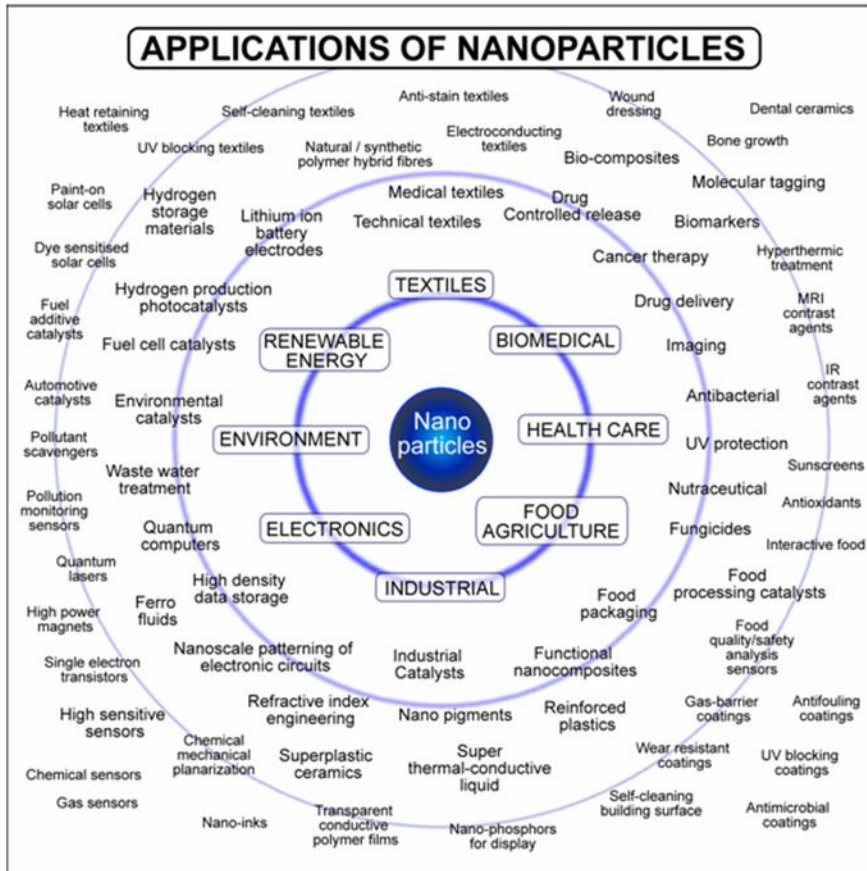 APPLICATIONS OF NANOPARTICLES
Heat retaining
textiles
Self-cleaning textiles
Anti-stain textiles
Wound
dressing
Dental ceramics
UV blocking textiles
Natural / synthetic
polymer hybrid fibres
Electroconducting
textiles
Bio-composites
Bone growth
Paint-on
solar cells
Hydrogen
storage
materials
Lithium ion
battery
electrodes
Medical textiles
Technical textiles
Drug
Controlled release
Molecular tagging
Biomarkers
Dye sensitised
solar cells
Cancer therapy
Hyperthermic
treatment
Hydrogen production
photocatalysts
TEXTILES
Drug delivery
MRI
contrast
agents
Fuel
additive
catalysts
Fuel cell catalysts
RENEWABLE
ENERGY
BIOMEDICAL
Imaging
IR
contrast
agents
Automotive
catalysts
Environmental
catalysts
Antibacterial
Pollutant
scavengers
ENVIRONMENT
Nano
particles
HEALTH CARE
UV protection
Sunscreens
Waste water
treatment
Nutraceutical
Pollution
monitoring
sensors
Quantum
computers
ELECTRONICS
FOOD
AGRICULTURE
Fungicides
Antioxidants
Interactive food
Quantum
lasers
High density
data storage
INDUSTRIAL
Food
packaging
Food
processing catalysts
High power
magnets
Ferro
fluids
Food
quality/safety
analysis
sensors
Single electron
transistors
Nanoscale patterning of
electronic circuits
Industrial
Catalysts
Functional
nanocomposites
High sensitive
sensors
Refractive index
engineering
Nano pigments
Reinforced
plastics
Gas-barrier
coatings
Antifouling
coatings
Chemical
mechanical
planarization
Superplastic
ceramics
Super
thermal-conductive
liquid
Wear resistant
coatings
UV blocking
coatings
Chemical sensors
Gas sensors
Nano-inks
Transparent
conductive
polymer films
Nano-phosphors
for display
Self-cleaning
building surface
Antimicrobial
coatings